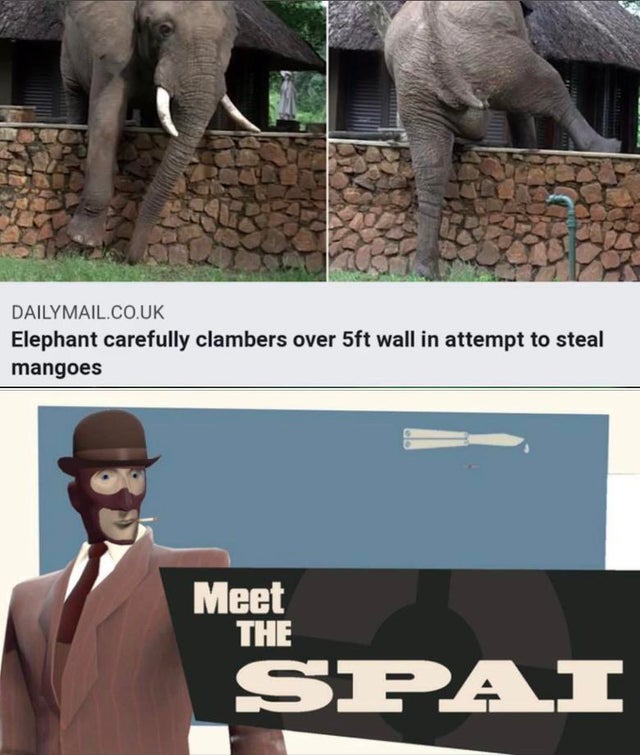 DAILYMAIL.CO.UK
Elephant carefully clambers over 5ft wall in attempt to steal
mangoes
Meet
THE
SPAI